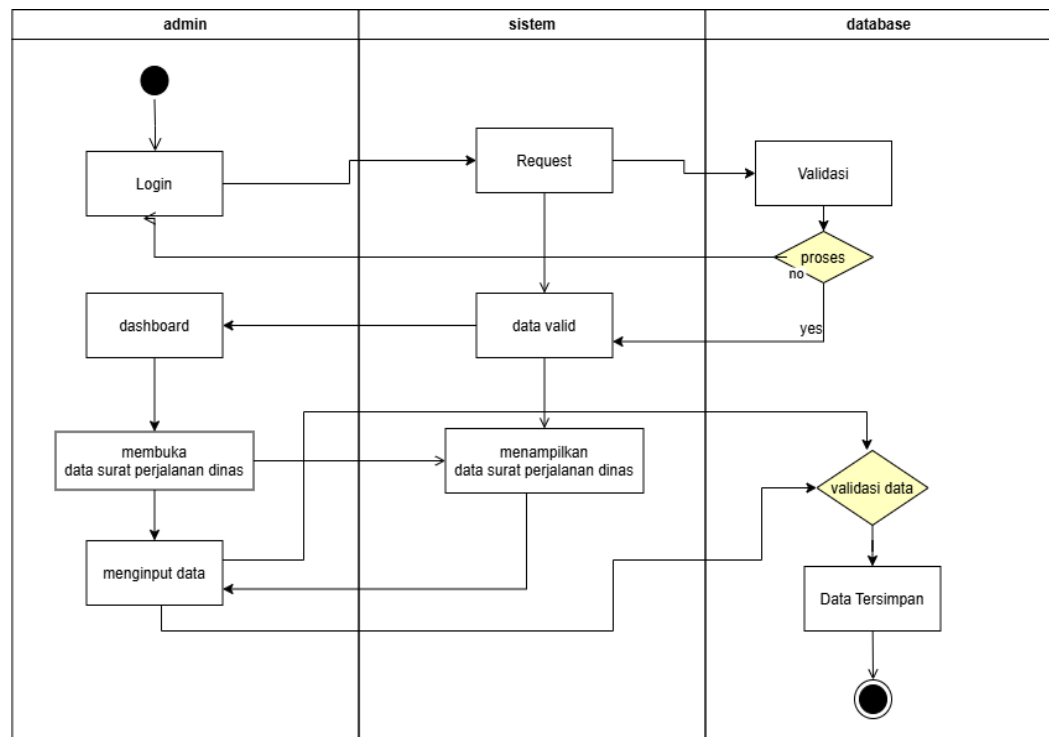 admin
sistem
database
Login
Request
Validasi
proses
no
yes
dashboard
data valid
membuka
data surat perjalanan dinas
menampilkan
data surat perjalanan dinas
validasi data
menginput data
Data Tersimpan